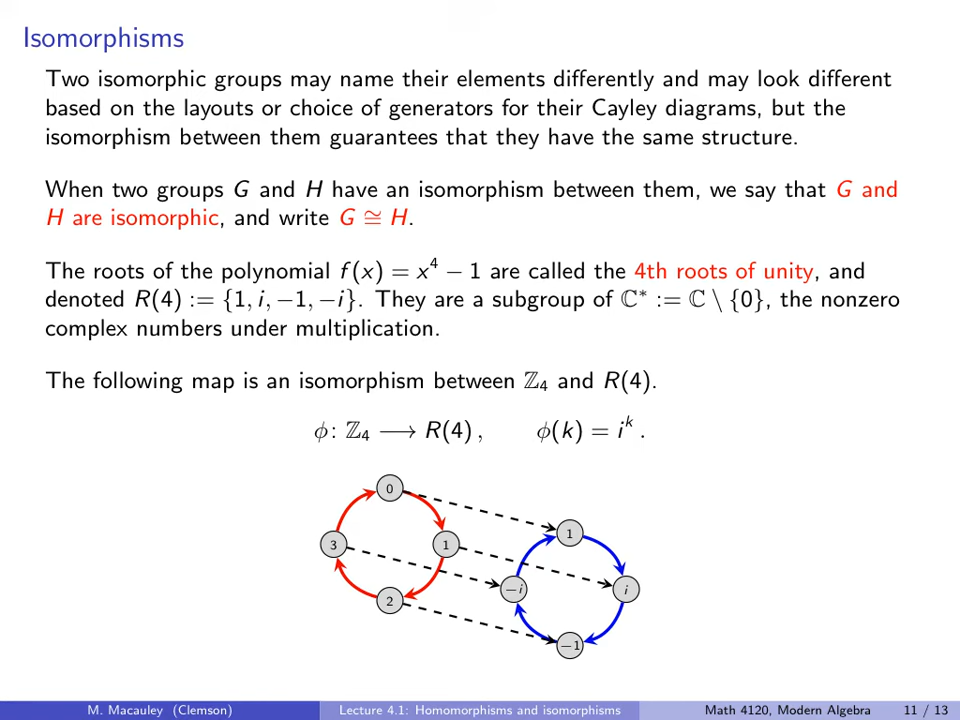 Isomorphisms
Two isomorphic groups may name their elements differently and may look different
based on the layouts or choice of generators for their Cayley diagrams, but the
isomorphism between them guarantees that they have the same structure.
When two groups G and H have an isomorphism between them, we say that G and
H are isomorphic, and write G ≅ H.
The roots of the polynomial f(x) = x⁴ − 1 are called the 4th roots of unity, and
denoted R(4) := {1, i, −1, −i}. They are a subgroup of ℂ* := ℂ \ {0}, the nonzero
complex numbers under multiplication.
The following map is an isomorphism between ℤ₄ and R(4).
ϕ: ℤ₄ ⟶ R(4), ϕ(k) = iᵏ.
0
1
3
1
−i
i
2
−1
M. Macauley (Clemson)
Lecture 4.1: Homomorphisms and isomorphisms
Math 4120, Modern Algebra
11 / 13